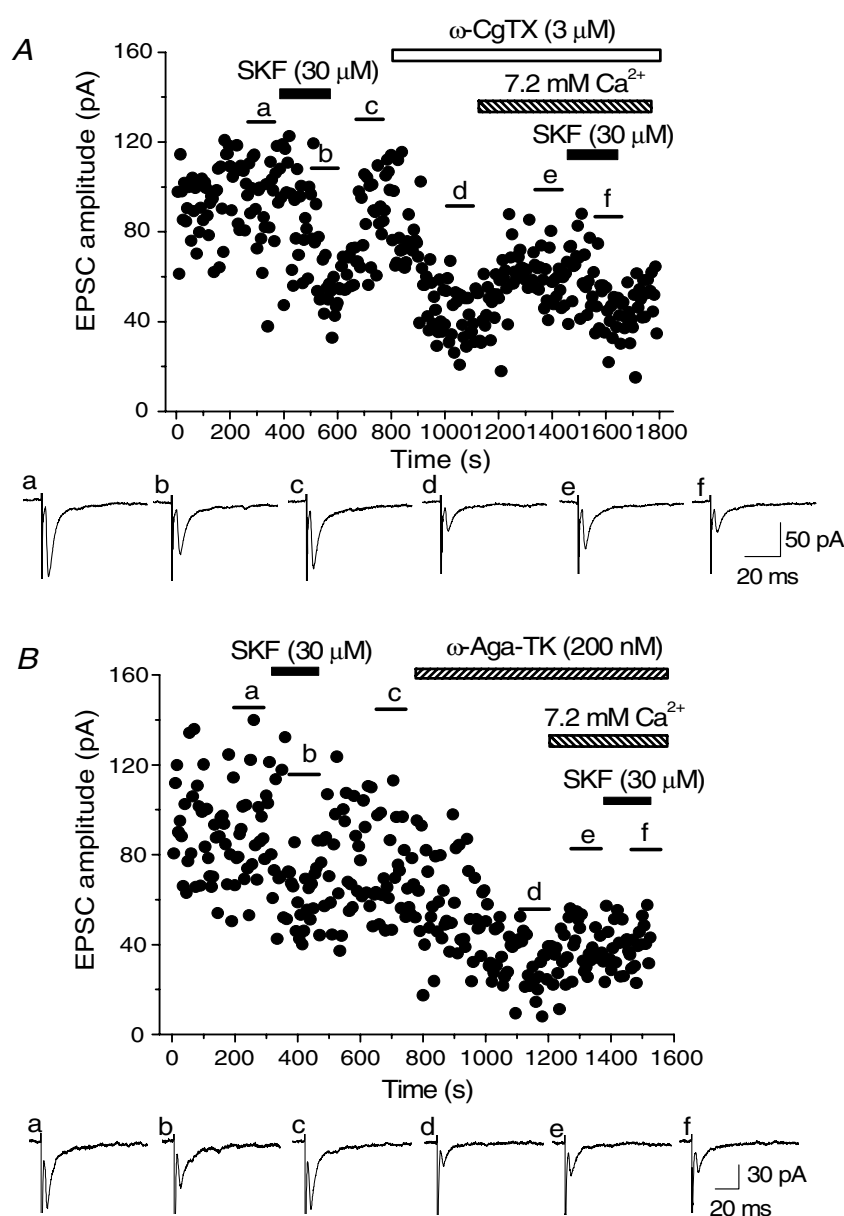 A
ω-CgTX (3 μM)
SKF (30 μM)
7.2 mM Ca²⁺
SKF (30 μM)
a
b
c
d
e
f
EPSC amplitude (pA)
160
120
80
40
0
0 200 400 600 800 1000 1200 1400 1600 1800
Time (s)
a b c d e f
50 pA
20 ms
B
SKF (30 μM)
ω-Aga-TK (200 nM)
7.2 mM Ca²⁺
SKF (30 μM)
a
b
c
d
e
f
EPSC amplitude (pA)
160
120
80
40
0
0 200 400 600 800 1000 1200 1400 1600
Time (s)
a b c d e f
30 pA
20 ms